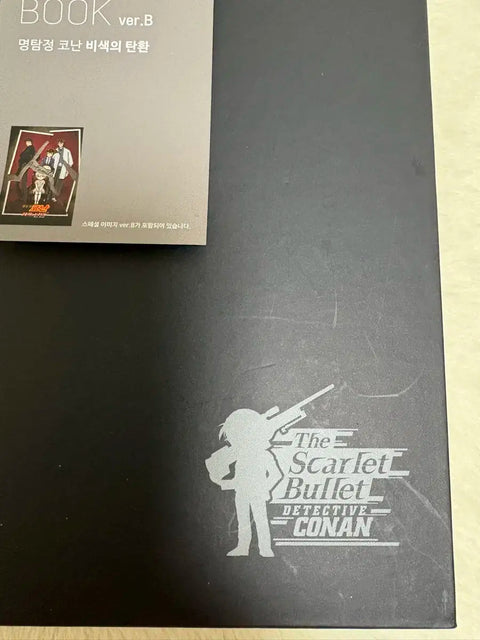 BOOK ver.B
명탐정 코난 비색의 탄환
스페셜 이미지 ver.B가 포함되어 있습니다.
The
Scarlet
Bullet
DETECTIVE
CONAN